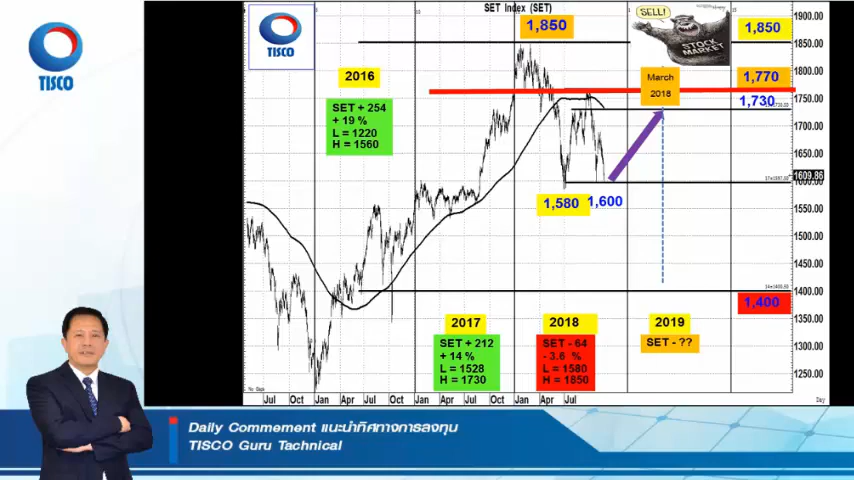 TISCO
SET Index (SET)
TISCO
1,850
SELL!
STOCK
MARKET
1,850
1900.00
1850.00
1800.00
1750.00
1700.00
1650.00
1609.86
1600.00
1550.00
1500.00
1450.00
1400.00
1350.00
1300.00
1250.00
2016
SET + 254
+ 19 %
L = 1220
H = 1560
March
2018
1,770
1,730
1,580
1,600
1,400
2017
SET + 212
+ 14 %
L = 1528
H = 1730
2018
SET - 64
- 3.6 %
L = 1580
H = 1850
2019
SET - ??
Jul Oct Jan Apr Jul Oct Jan Apr Jul Oct Jan Apr Jul
Day
Daily Commement แนะนำทิศทางการลงทุน
TISCO Guru Tachnical